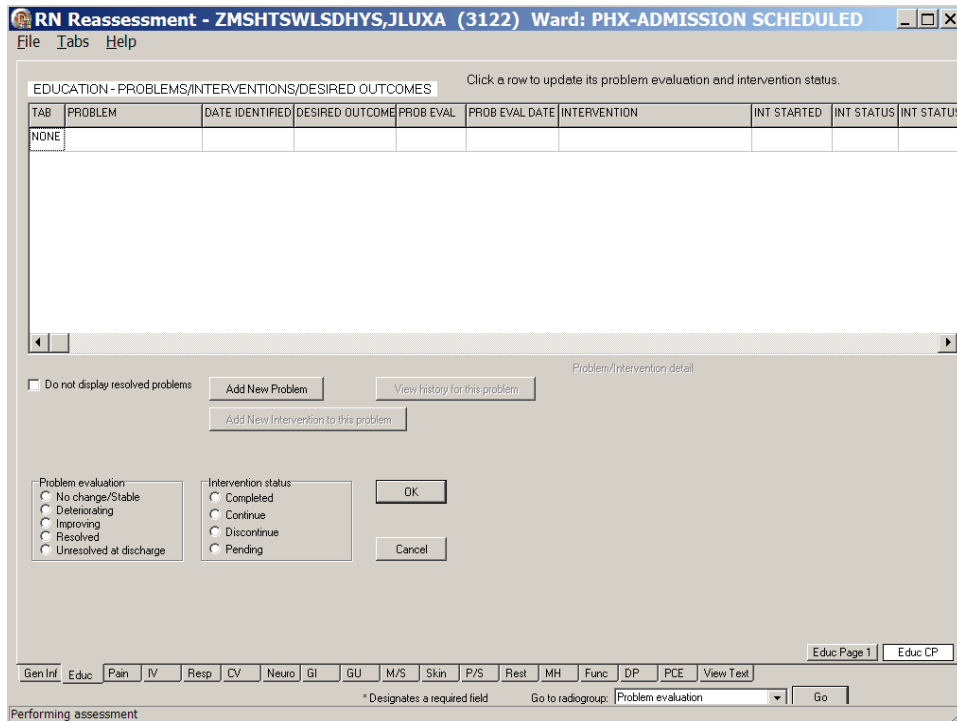 RN Reassessment - ZMSHTSWLSDHYS,JLUXA (3122) Ward: PHX-ADMISSION SCHEDULED
File Tabs Help
Click a row to update its problem evaluation and intervention status.
EDUCATION - PROBLEMS/INTERVENTIONS/DESIRED OUTCOMES
TAB PROBLEM DATE IDENTIFIED DESIRED OUTCOME PROB EVAL PROB EVAL DATE INTERVENTION INT STARTED INT STATUS INT STATUS
NONE
Problem/Intervention detail
Do not display resolved problems Add New Problem View history for this problem
Add New Intervention to this problem
Problem evaluation Intervention status
No change/Stable Completed OK
Deteriorating Continue
Improving Discontinue
Resolved Pending Cancel
Unresolved at discharge
Educ Page 1 Educ CP
Gen Inf Educ Pain IV Resp CV Neuro GI GU M/S Skin P/S Rest MH Func DP PCE View Text
* Designates a required field Go to radiogroup: Problem evaluation Go
Performing assessment